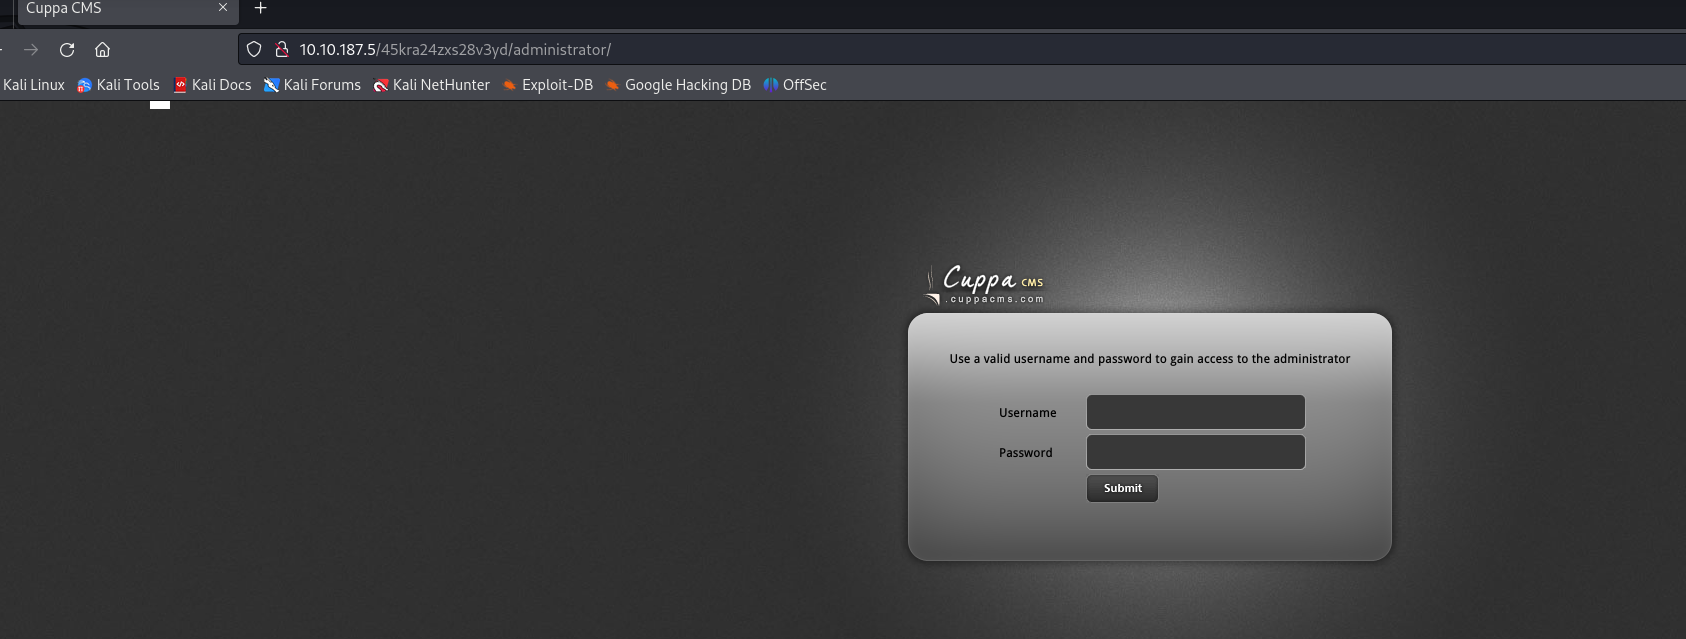 Cuppa CMS
10.10.187.5/45kra24zxs28v3yd/administrator/
Kali Linux Kali Tools Kali Docs Kali Forums Kali NetHunter Exploit-DB Google Hacking DB OffSec
Cuppa CMS
.cuppacms.com
Use a valid username and password to gain access to the administrator
Username
Password
Submit